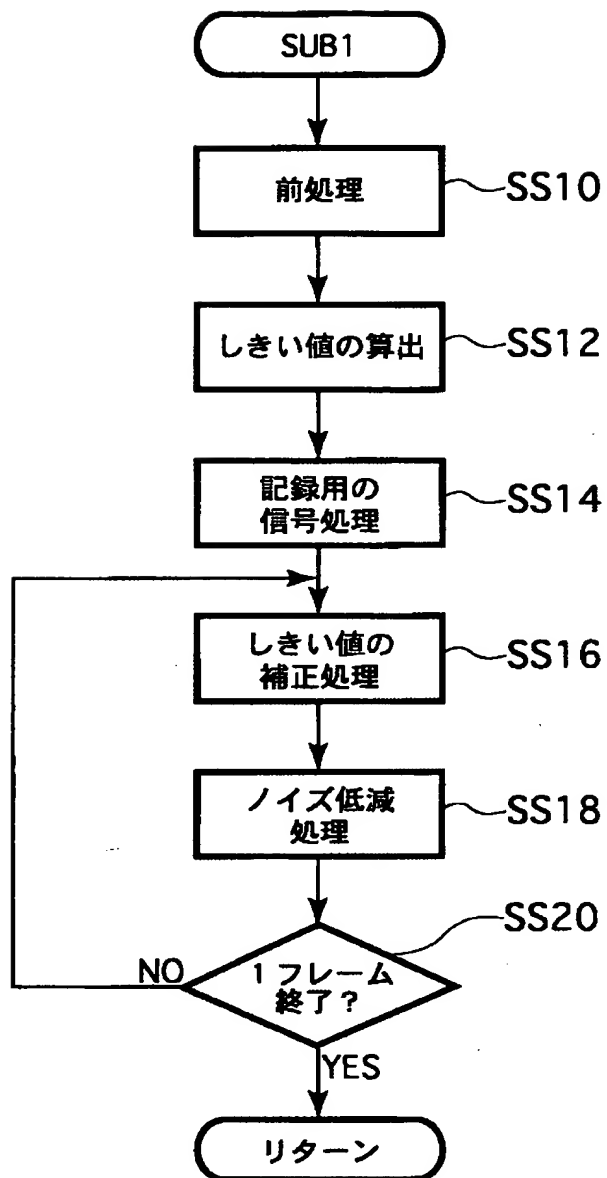 SUB1
前処理
SS10
しきい値の算出
SS12
記録用の
信号処理
SS14
しきい値の
補正処理
SS16
ノイズ低減
処理
SS18
SS20
1フレーム
終了?
NO
YES
リターン